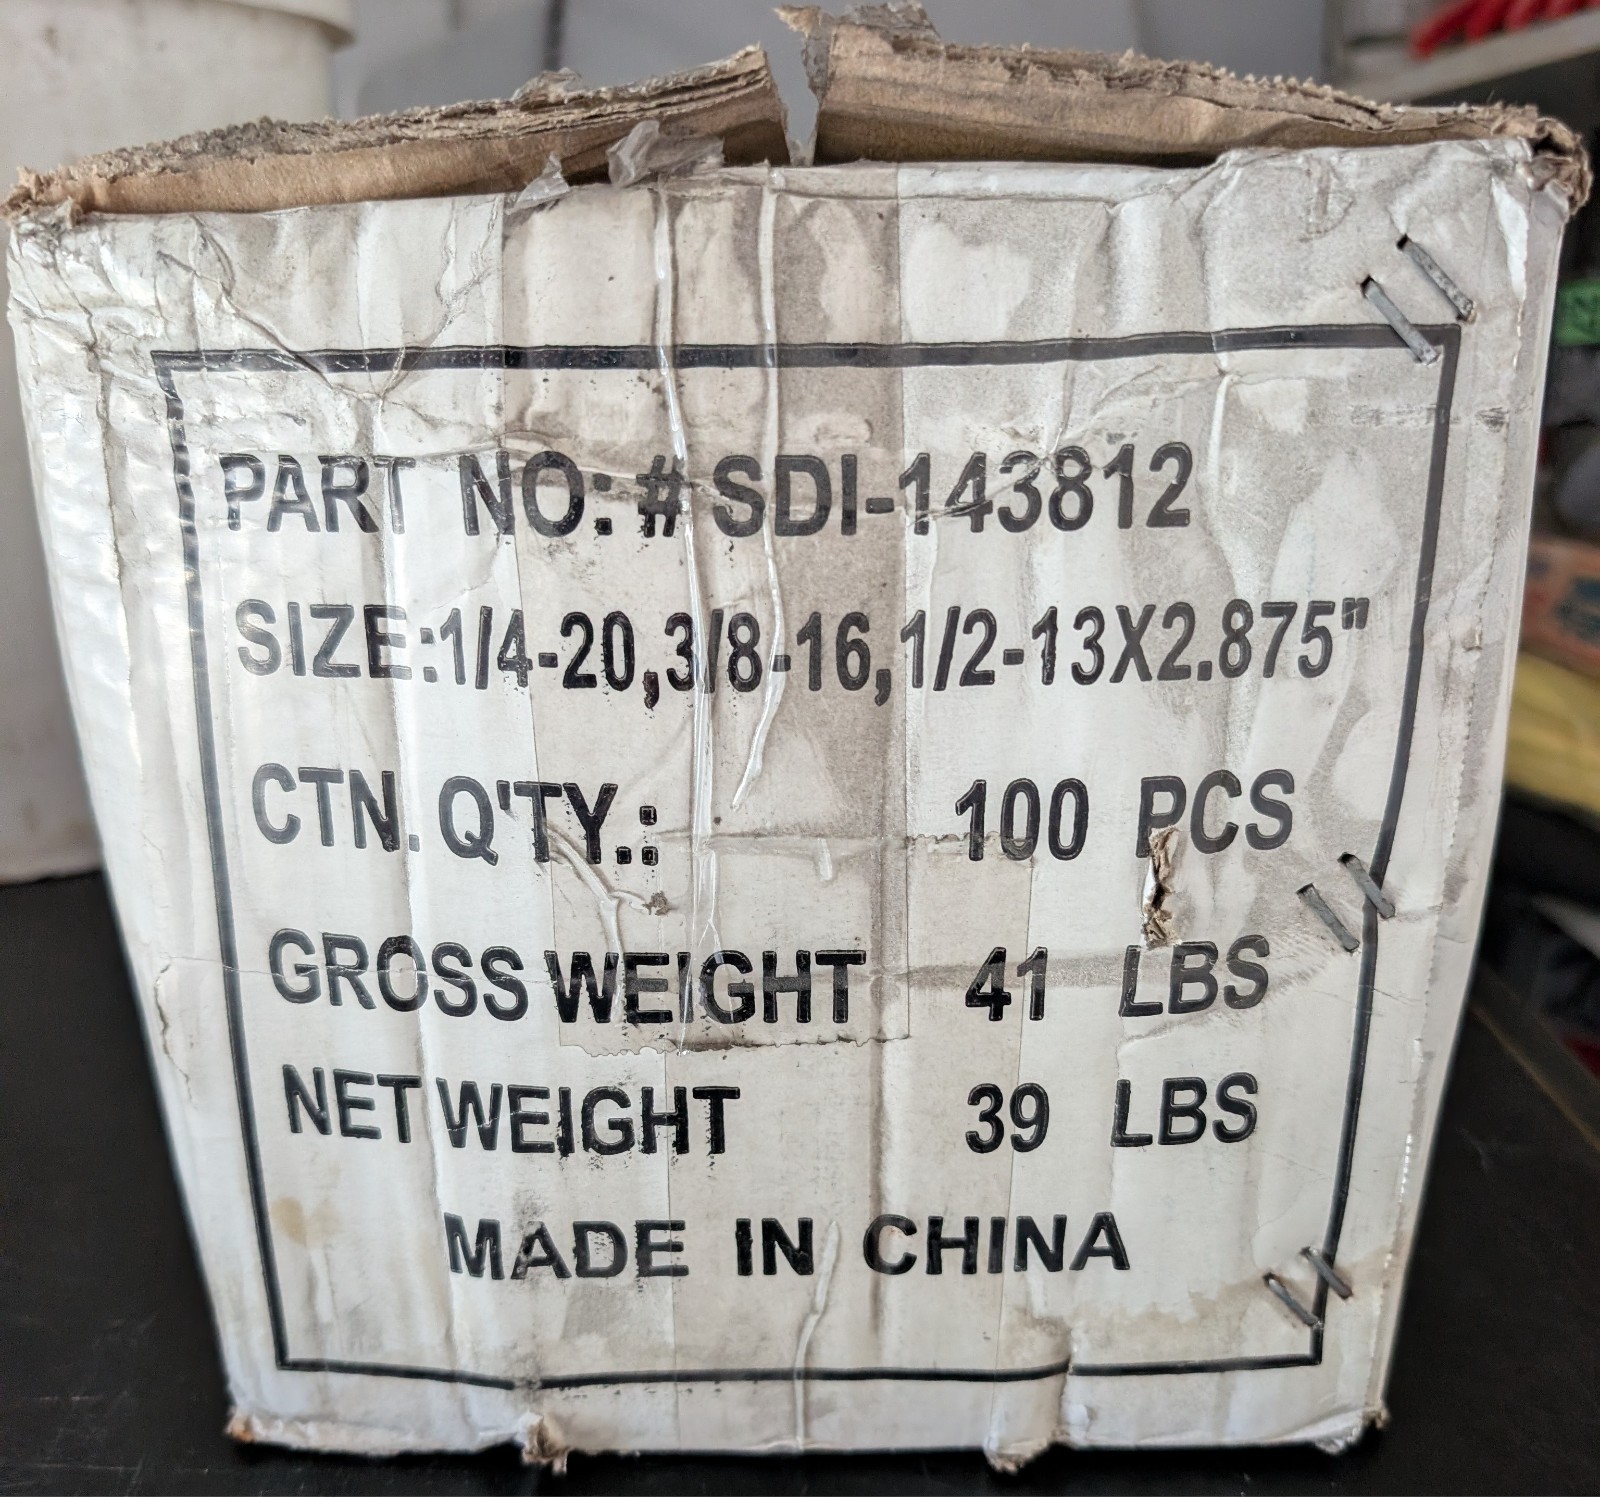 PART NO: # SDI-143812
SIZE:1/4-20,3/8-16,1/2-13X2.875"
CTN. Q'TY.: 100 PCS
GROSS WEIGHT 41 LBS
NET WEIGHT 39 LBS
MADE IN CHINA